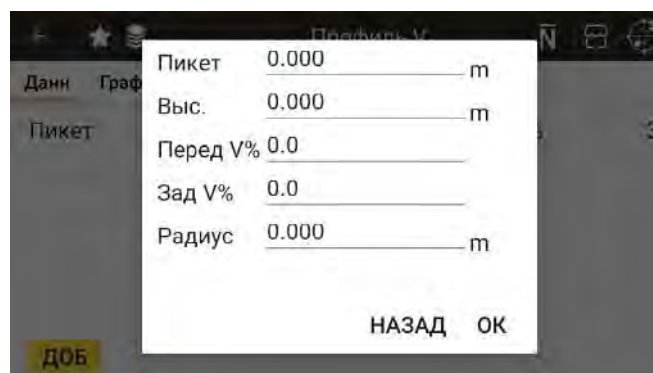 Профиль V
N
Данн Граф
Пикет 0.000 m
Выс. 0.000 m
Пикет
Перед V% 0.0
Зад V% 0.0
Радиус 0.000 m
НАЗАД OK
ДОБ